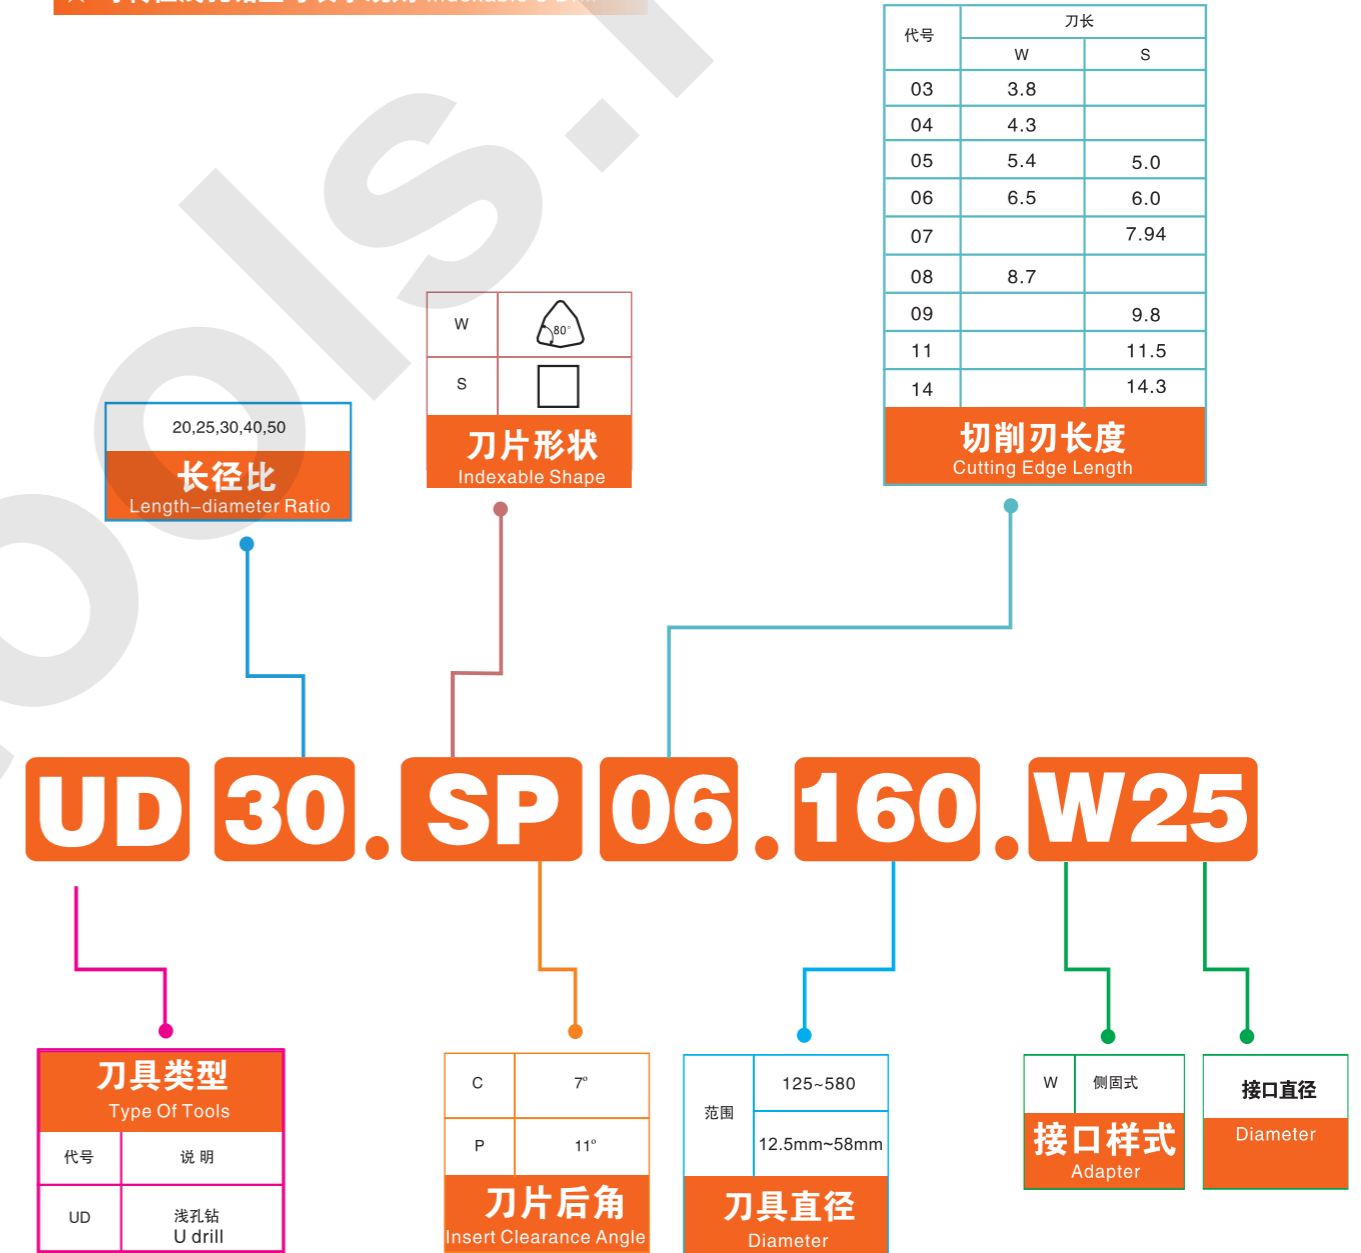 代号
刀长
W
S
03
3.8
04
4.3
05
5.4
5.0
06
6.5
6.0
07
7.94
08
8.7
09
9.8
11
11.5
14
14.3
切削刃长度
Cutting Edge Length
W
80°
S
刀片形状
Indexable Shape
20,25,30,40,50
长径比
Length-diameter Ratio
UD 30 . SP 06 . 160 . W25
刀具类型
Type Of Tools
代号
说 明
UD
浅孔钻
U drill
C
7°
P
11°
刀片后角
Insert Clearance Angle
范围
125~580
12.5mm~58mm
刀具直径
Diameter
W
侧固式
接口样式
Adapter
接口直径
Diameter